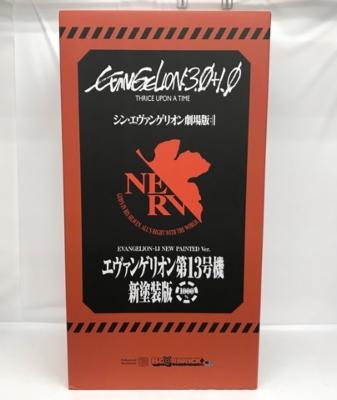 EVANGELION:3.0+1.0
THRICE UPON A TIME
シン・エヴァンゲリオン劇場版:||
NERV
GOD'S IN HIS HEAVEN. ALL'S RIGHT WITH THE WORLD.
EVANGELION-13 NEW PAINTED Ver.
エヴァンゲリオン第13号機
新塗装版
1000